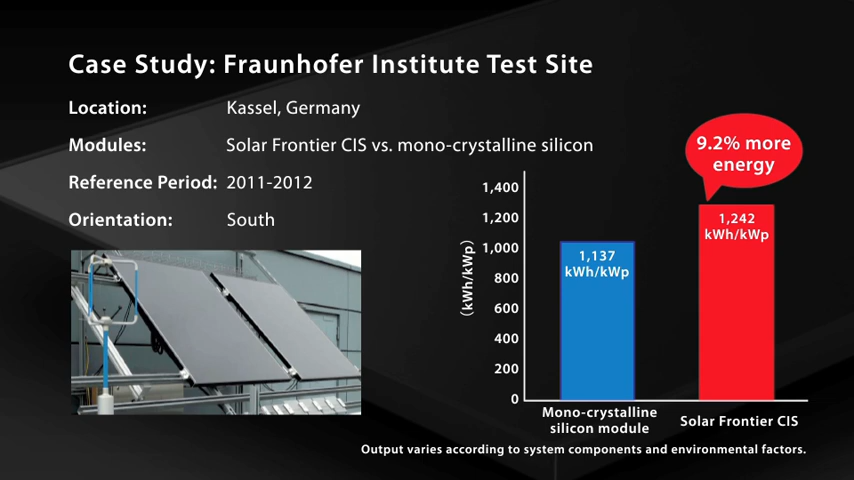 Case Study: Fraunhofer Institute Test Site
Location: Kassel, Germany
Modules: Solar Frontier CIS vs. mono-crystalline silicon
Reference Period: 2011-2012
Orientation: South
9.2% more
energy
(kWh/kWp)
1,400
1,200
1,000
800
600
400
200
0
1,137
kWh/kWp
1,242
kWh/kWp
Mono-crystalline
silicon module
Solar Frontier CIS
Output varies according to system components and environmental factors.